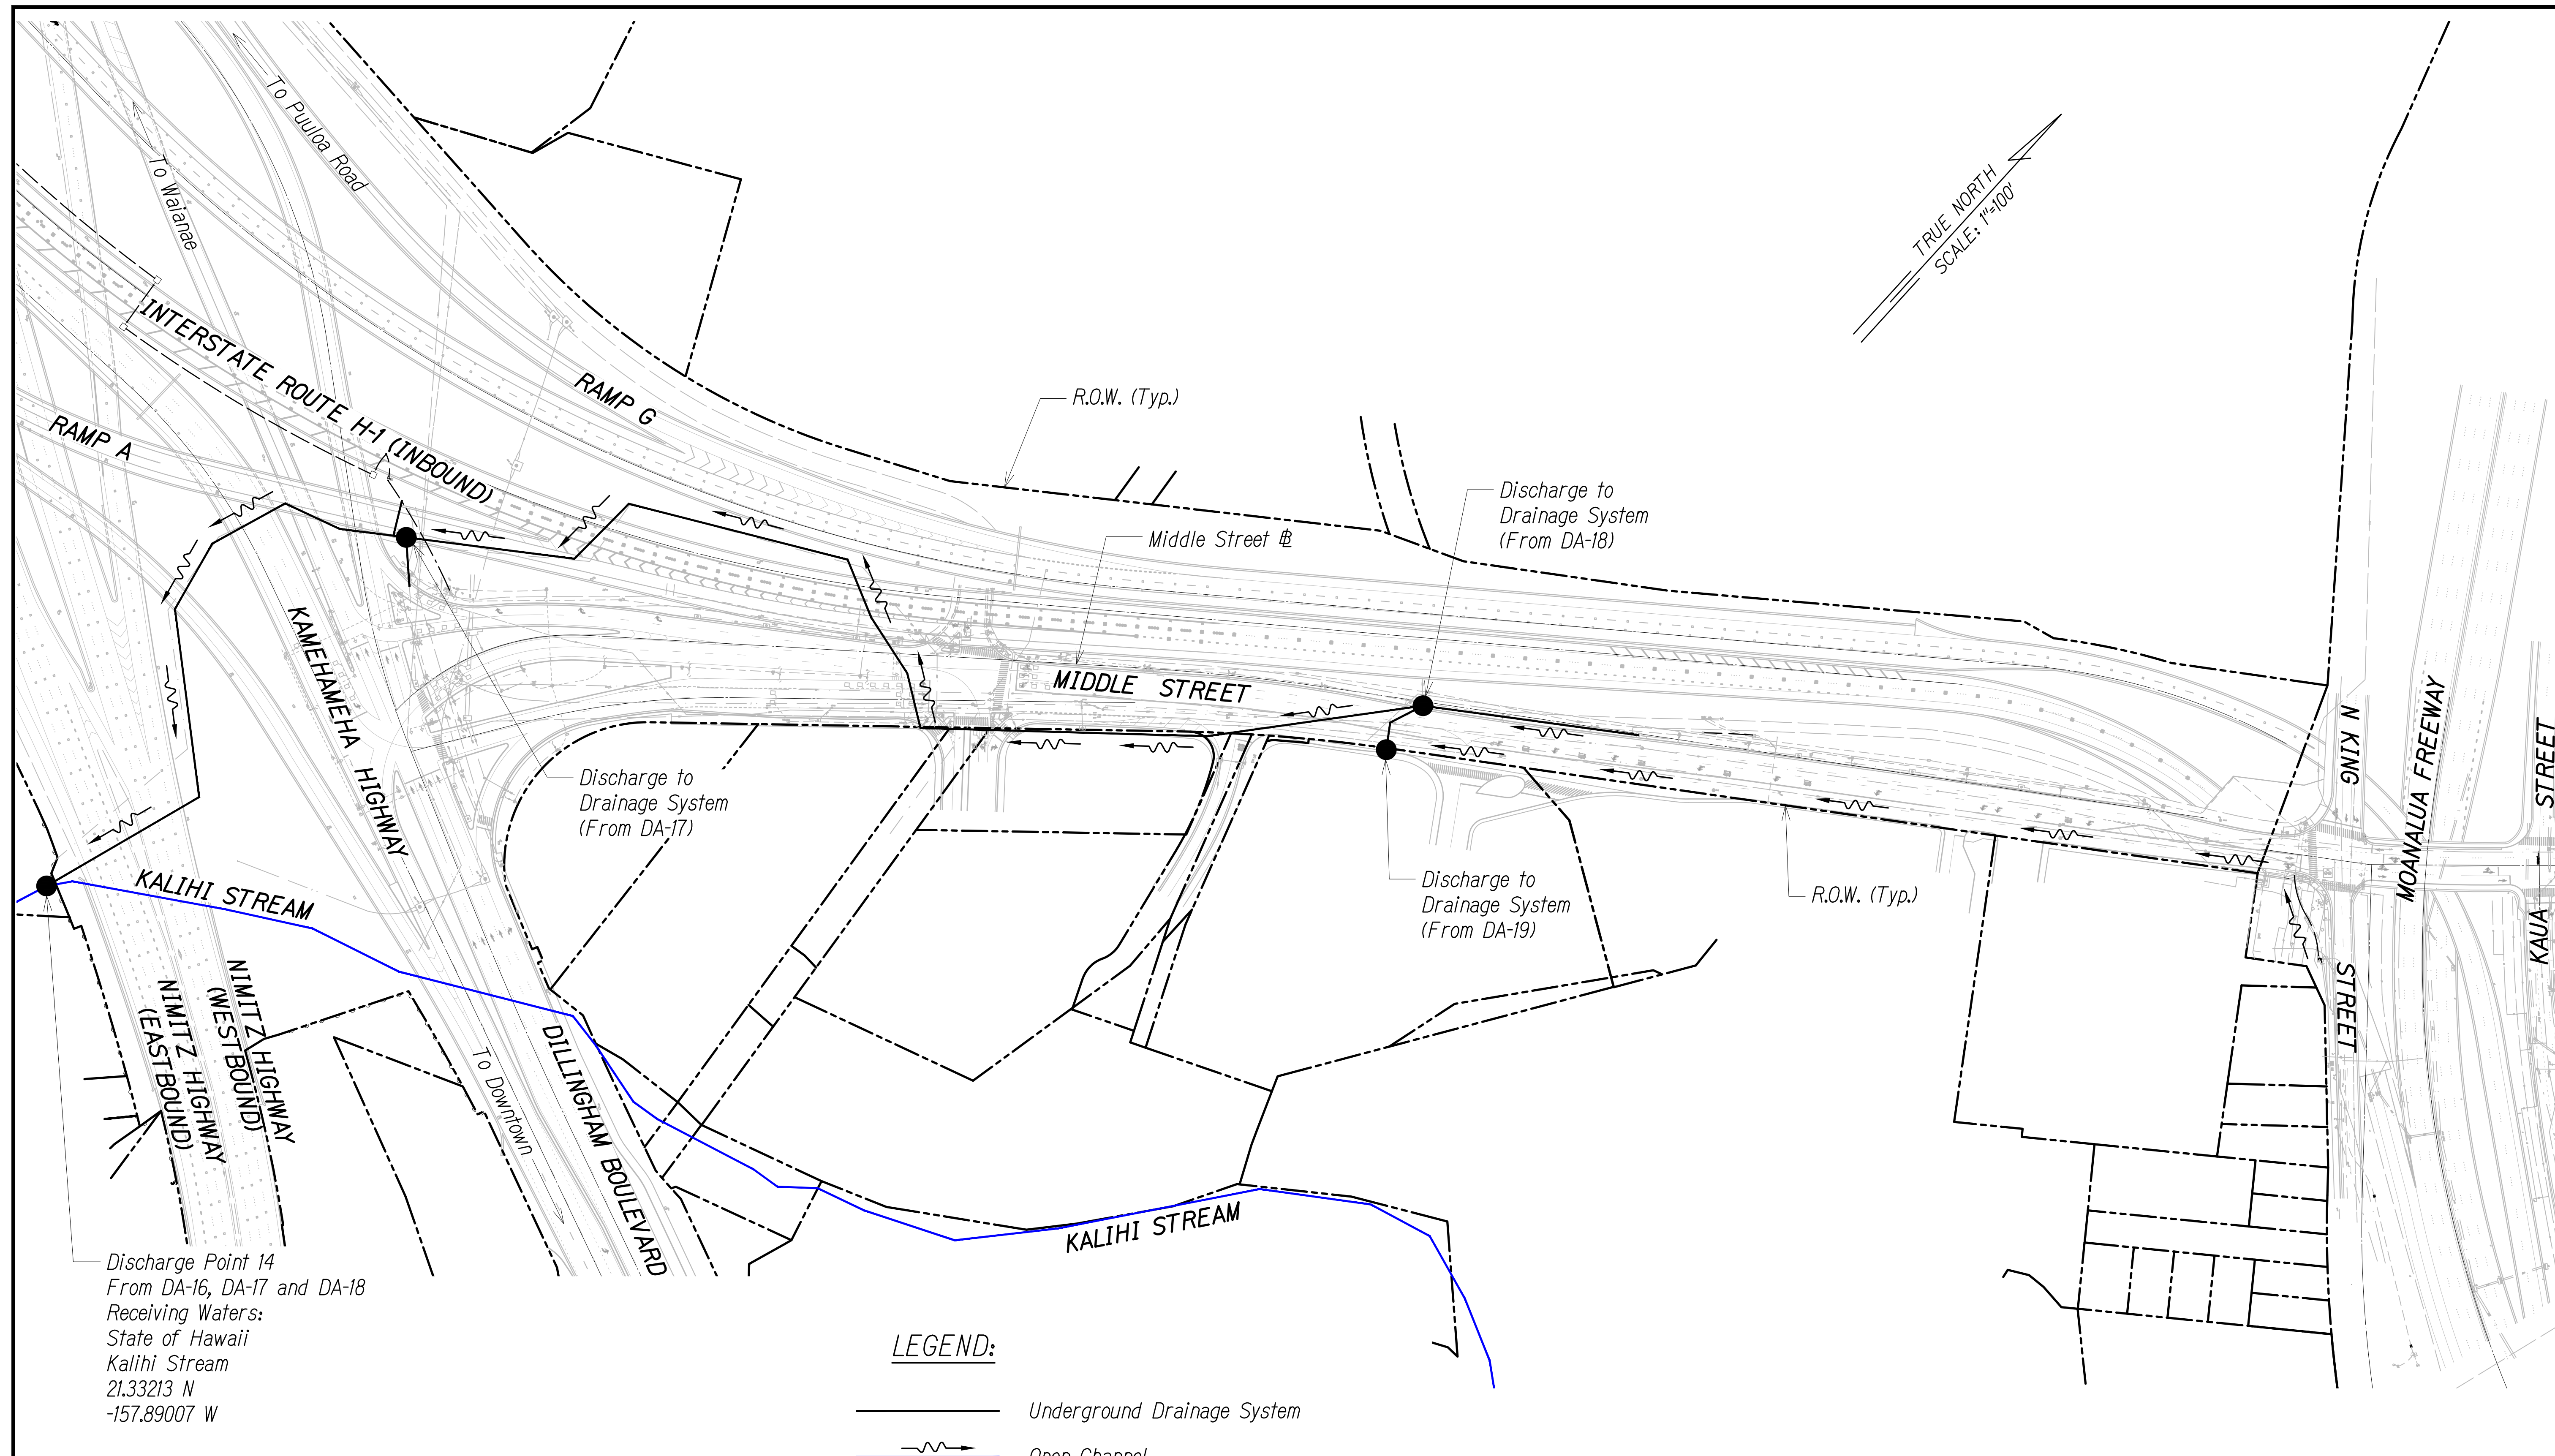 To Puuloa Road
To Waianae
TRUE NORTH
SCALE: 1"=100'
INTERSTATE ROUTE H-1 (INBOUND)
RAMP G
RAMP A
R.O.W. (Typ.)
Middle Street ℄
Discharge to
Drainage System
(From DA-18)
MIDDLE STREET
KAMEHAMEHA HIGHWAY
N KING
STREET
MOANALUA FREEWAY
KAUA STREET
Discharge to
Drainage System
(From DA-17)
Discharge to
Drainage System
(From DA-19)
R.O.W. (Typ.)
KALIHI STREAM
NIMITZ HIGHWAY
(WESTBOUND)
NIMITZ HIGHWAY
(EASTBOUND)
To Downtown
DILLINGHAM BOULEVARD
KALIHI STREAM
Discharge Point 14
From DA-16, DA-17 and DA-18
Receiving Waters:
State of Hawaii
Kalihi Stream
21.33213 N
-157.89007 W
LEGEND:
Underground Drainage System
Open Channel